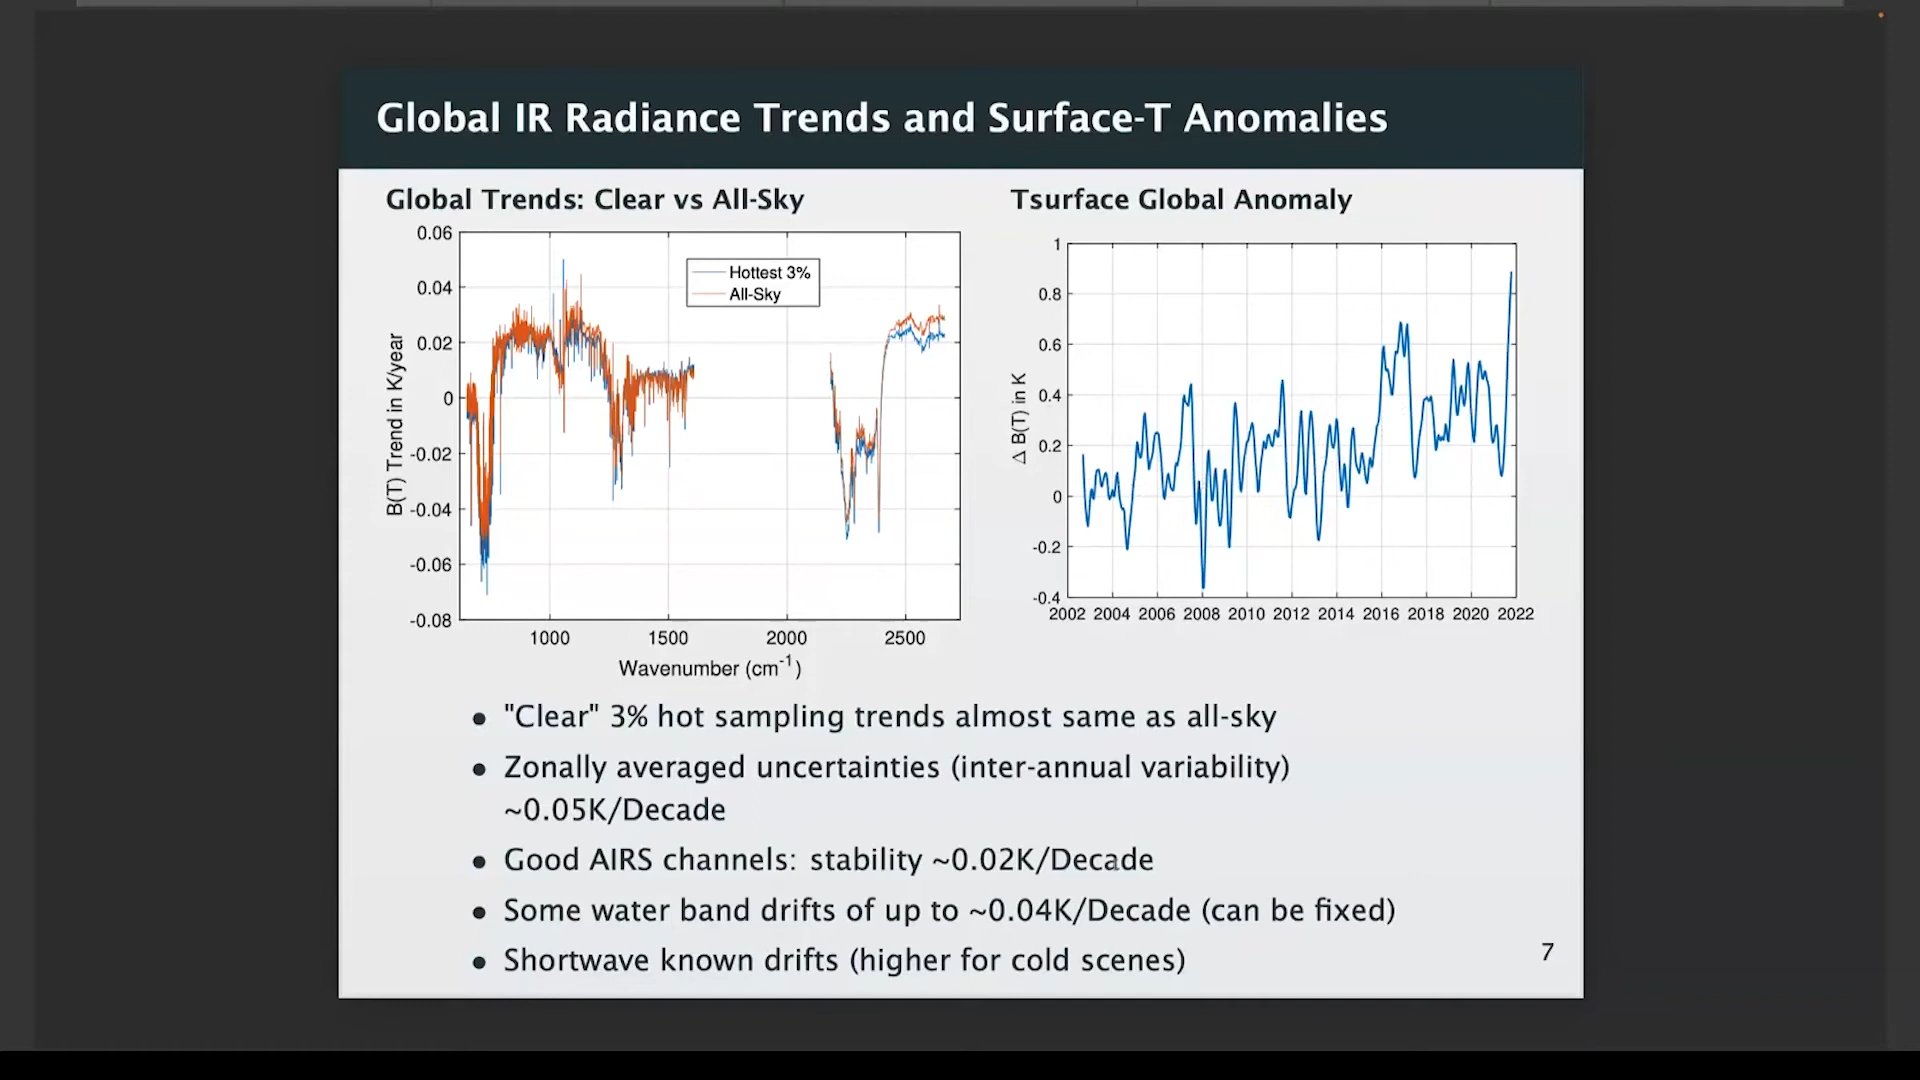 Global IR Radiance Trends and Surface-T Anomalies
Global Trends: Clear vs All-Sky
0.06
0.04
0.02
0
-0.02
-0.04
-0.06
-0.08
B(T) Trend in K/year
Hottest 3%
All-Sky
1000 1500 2000 2500
Wavenumber (cm-1)
Tsurface Global Anomaly
1
0.8
0.6
0.4
0.2
0
-0.2
-0.4
Δ B(T) in K
2002 2004 2006 2008 2010 2012 2014 2016 2018 2020 2022
• "Clear" 3% hot sampling trends almost same as all-sky
• Zonally averaged uncertainties (inter-annual variability)
~0.05K/Decade
• Good AIRS channels: stability ~0.02K/Decade
• Some water band drifts of up to ~0.04K/Decade (can be fixed)
• Shortwave known drifts (higher for cold scenes)
7